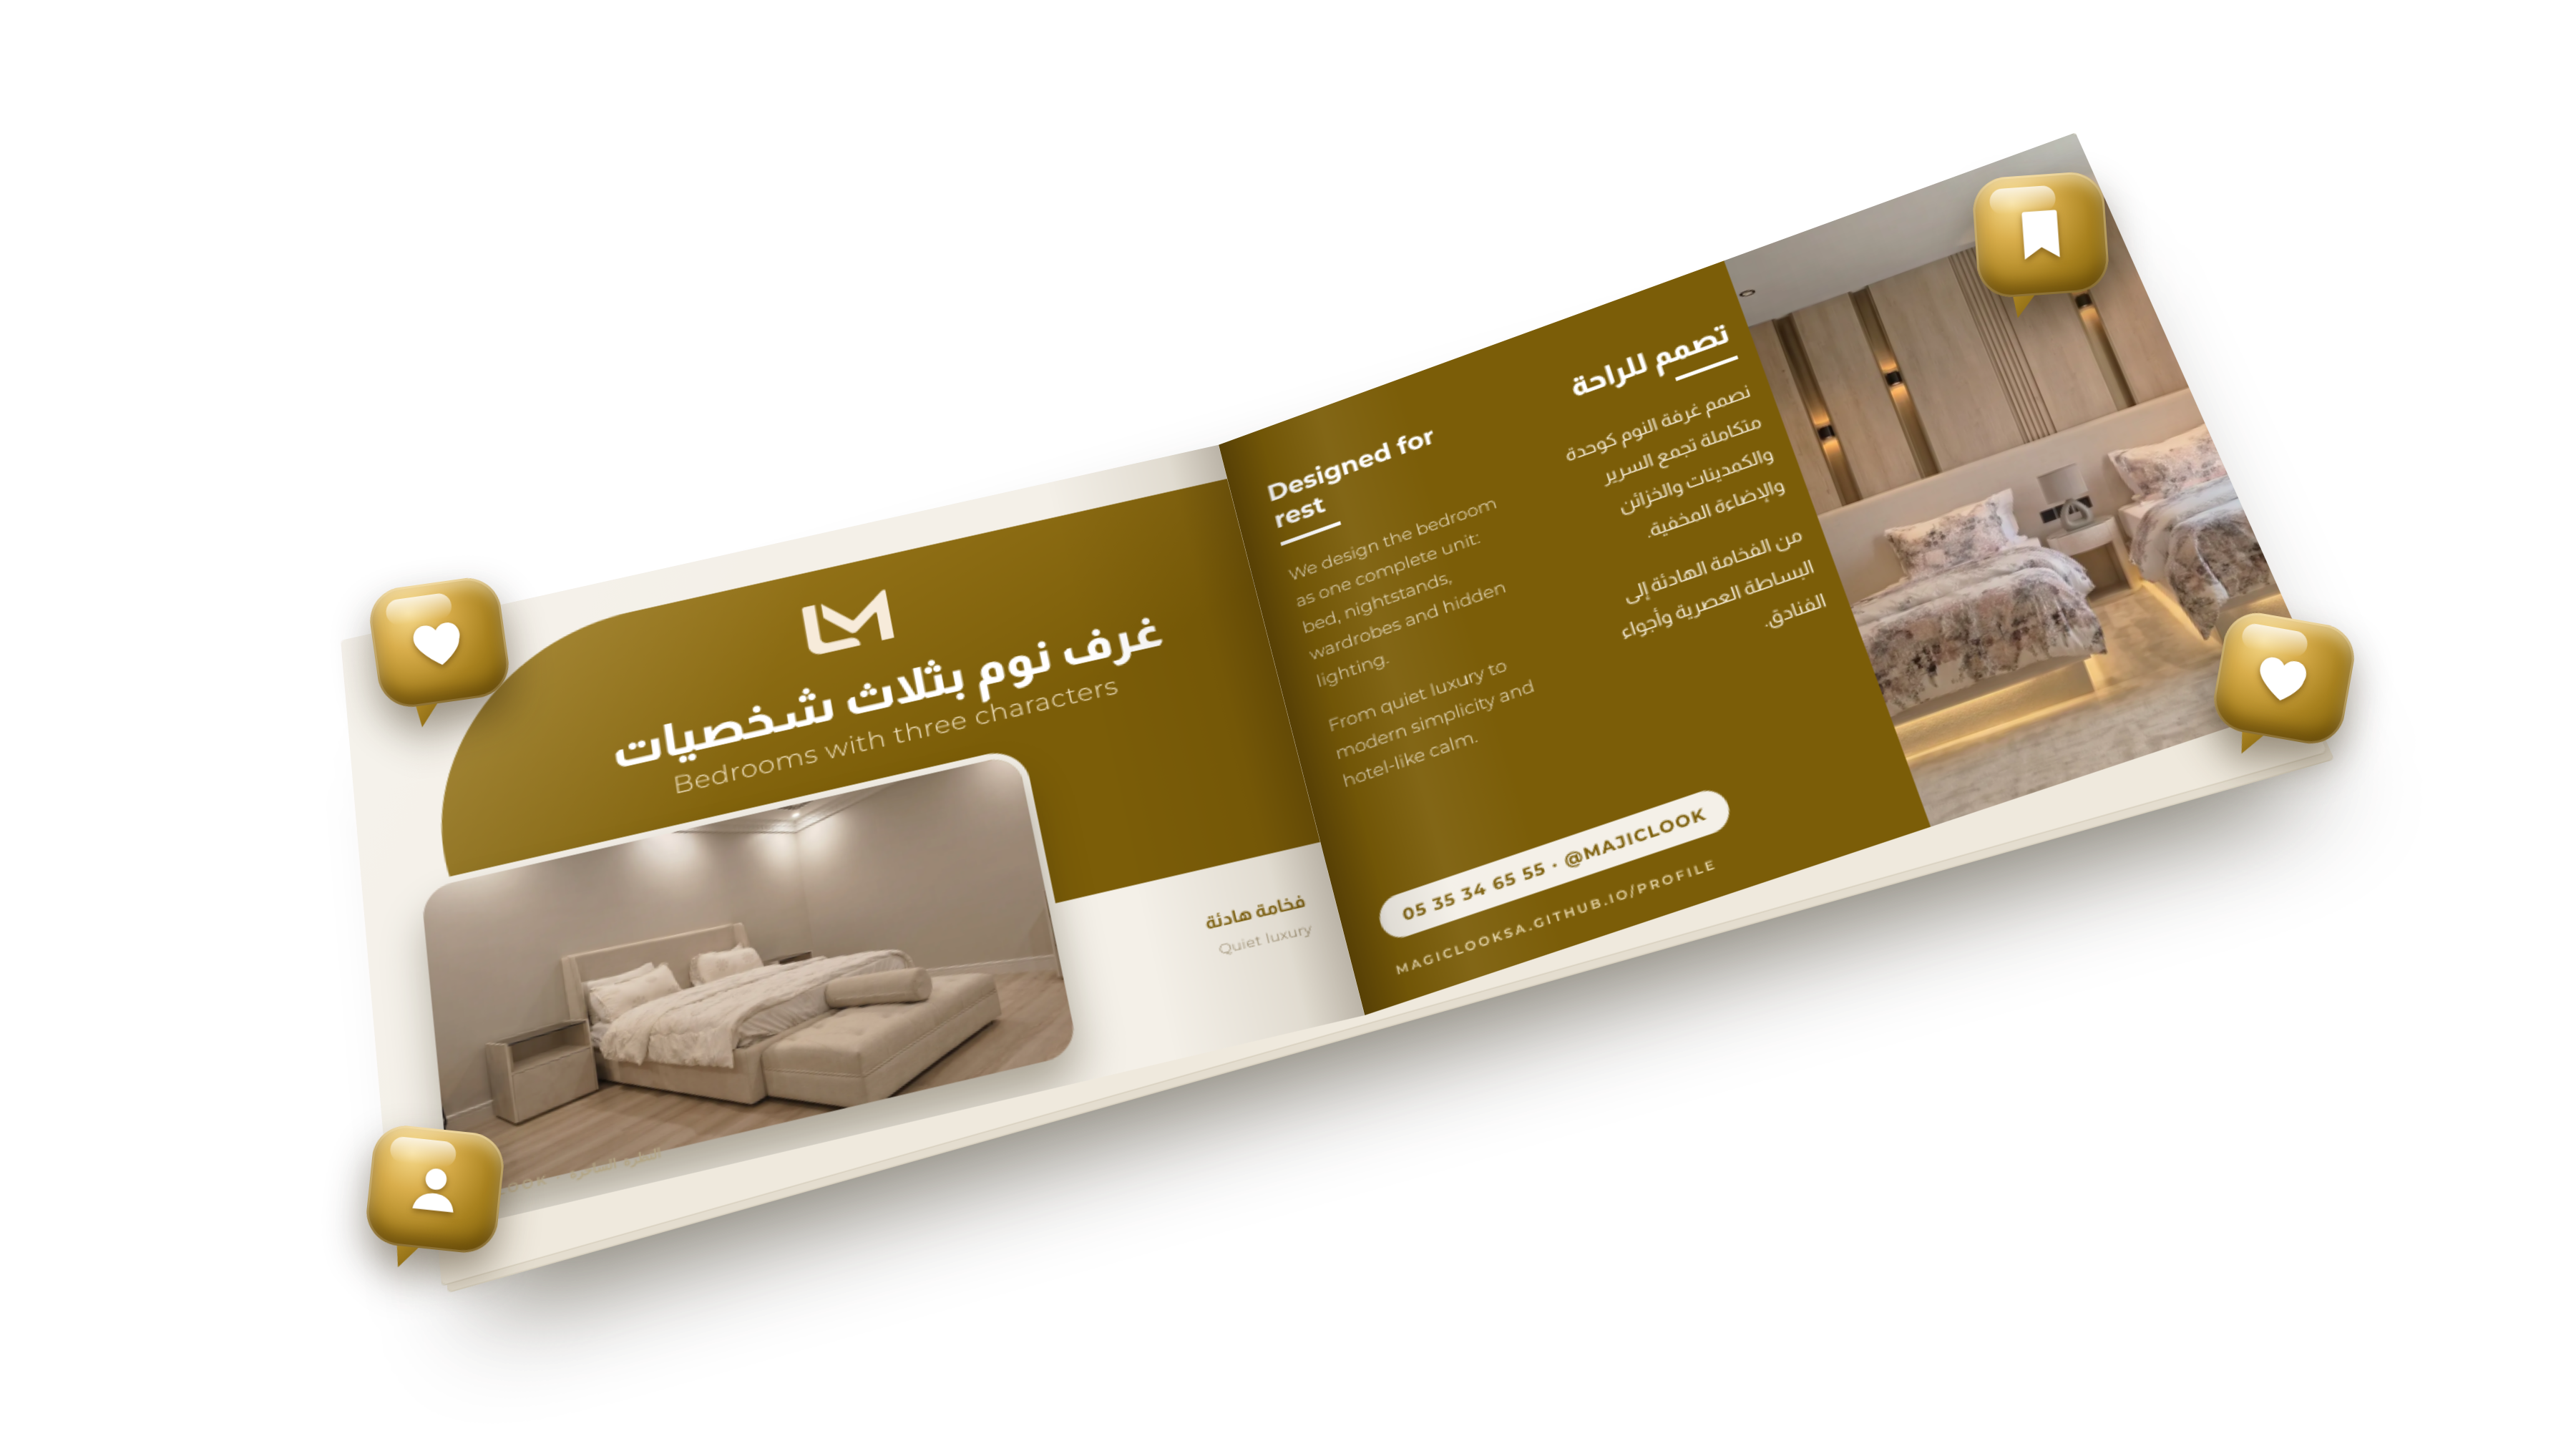 غرف نوم بثلاث شخصيات
Bedrooms with three characters
فخامة هادئة
Quiet luxury
Designed for
rest
We design the bedroom
as one complete unit:
bed, nightstands,
wardrobes and hidden
lighting.
From quiet luxury to
modern simplicity and
hotel-like calm.
تصمم للراحة
نصمم غرفة النوم كوحدة
متكاملة تجمع السرير
والكمدينات والخزائن
والإضاءة المخفية.
من الفخامة الهادئة إلى
البساطة العصرية وأجواء
الفنادق.
05 35 34 65 55 · @MAJICLOOK
MAGICLOOKSA.GITHUB.IO/PROFILE